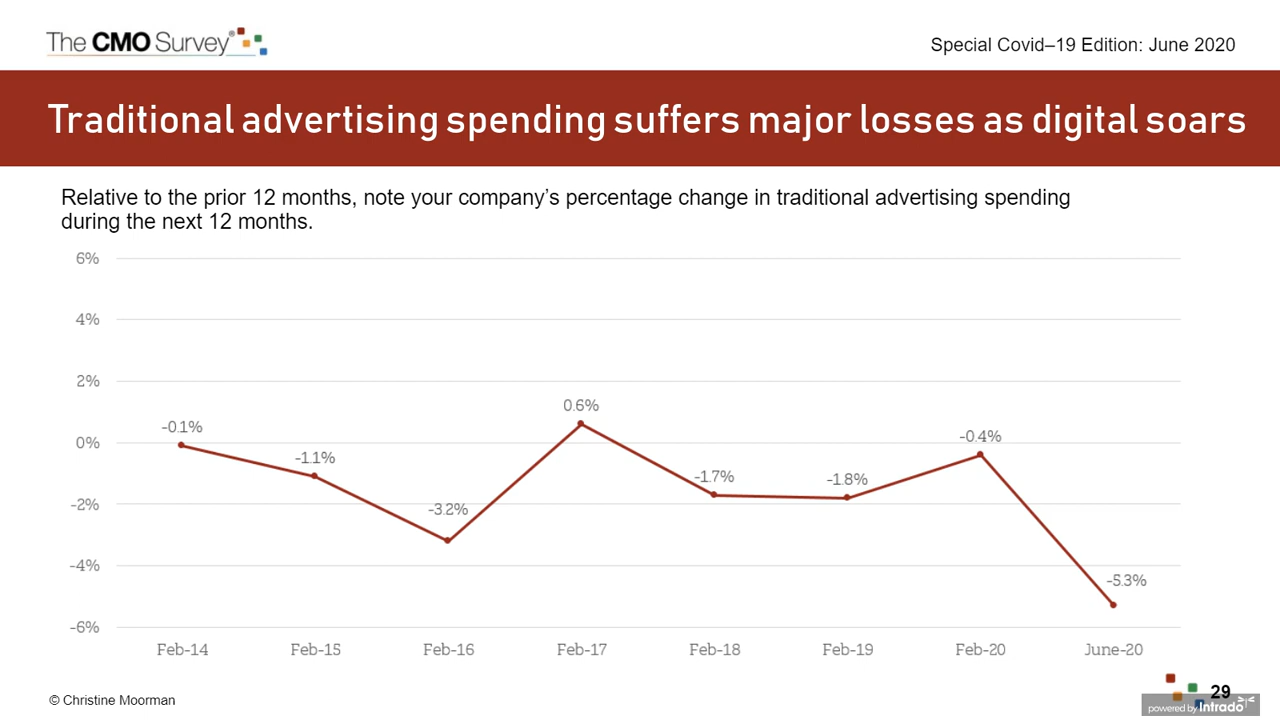 The CMO Survey®
Special Covid–19 Edition: June 2020
Traditional advertising spending suffers major losses as digital soars
Relative to the prior 12 months, note your company’s percentage change in traditional advertising spending
during the next 12 months.
6%
4%
2%
0%
-2%
-4%
-6%
-0.1%
-1.1%
-3.2%
0.6%
-1.7%
-1.8%
-0.4%
-5.3%
Feb-14
Feb-15
Feb-16
Feb-17
Feb-18
Feb-19
Feb-20
June-20
© Christine Moorman
29
powered by Intrado